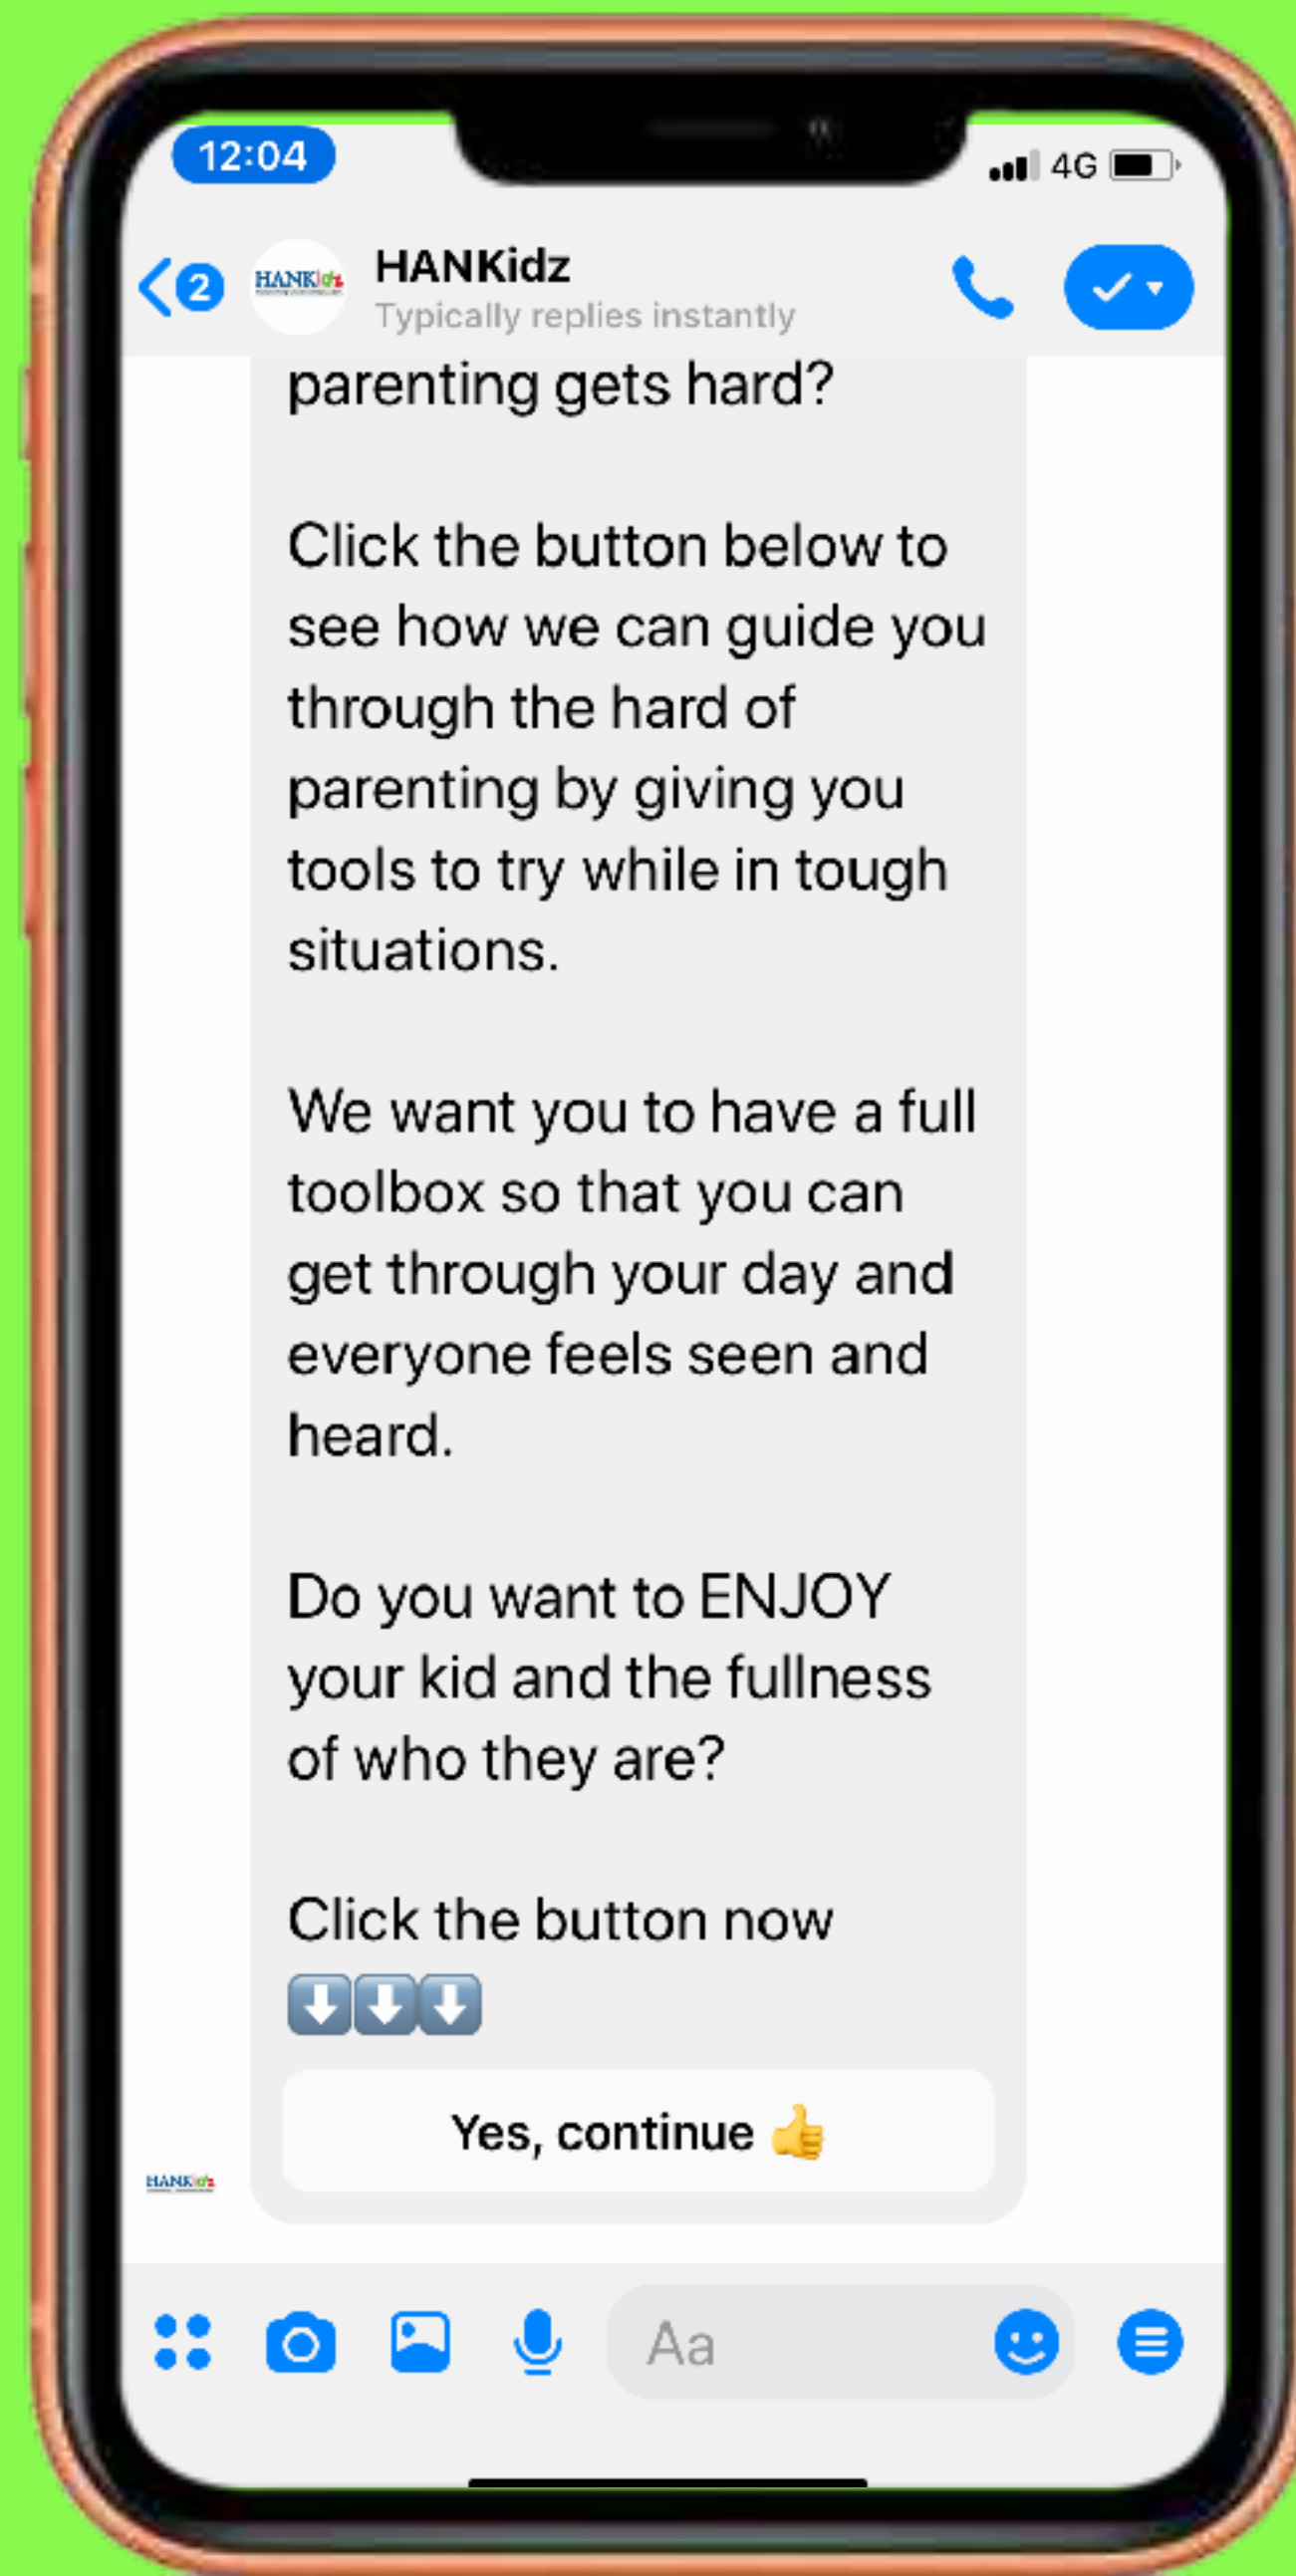 12:04
4G
2
HANKidz
HANKidz
Typically replies instantly
parenting gets hard?
Click the button below to
see how we can guide you
through the hard of
parenting by giving you
tools to try while in tough
situations.
We want you to have a full
toolbox so that you can
get through your day and
everyone feels seen and
heard.
Do you want to ENJOY
your kid and the fullness
of who they are?
Click the button now
⬇️⬇️⬇️
Yes, continue 👍
HANKidz
Aa